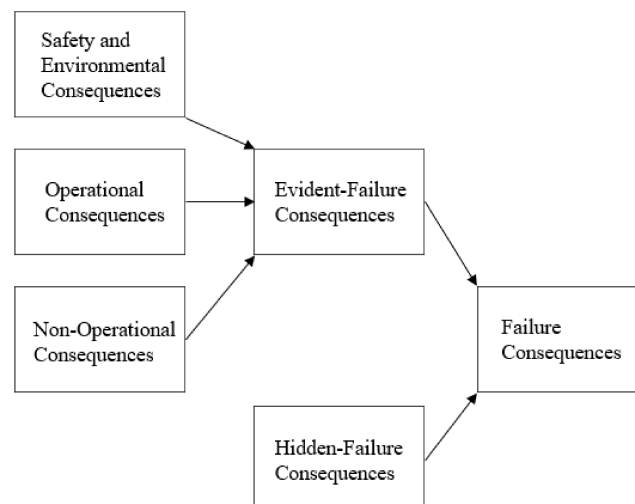 Safety and
Environmental
Consequences
Operational
Consequences
Evident-Failure
Consequences
Non-Operational
Consequences
Failure
Consequences
Hidden-Failure
Consequences